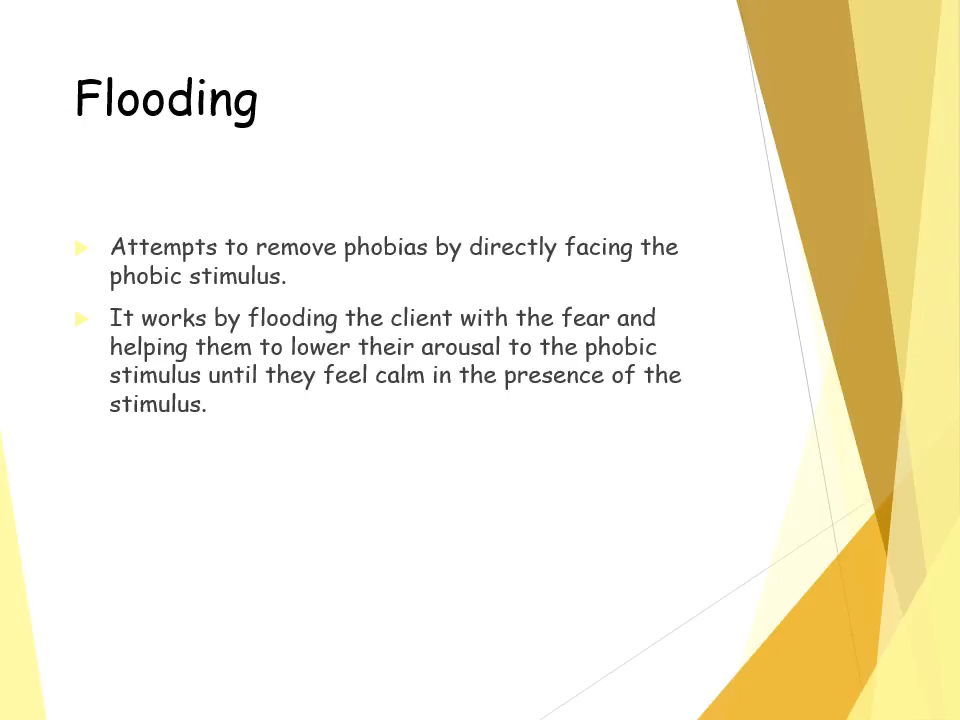 Flooding
Attempts to remove phobias by directly facing the
phobic stimulus.
It works by flooding the client with the fear and
helping them to lower their arousal to the phobic
stimulus until they feel calm in the presence of the
stimulus.